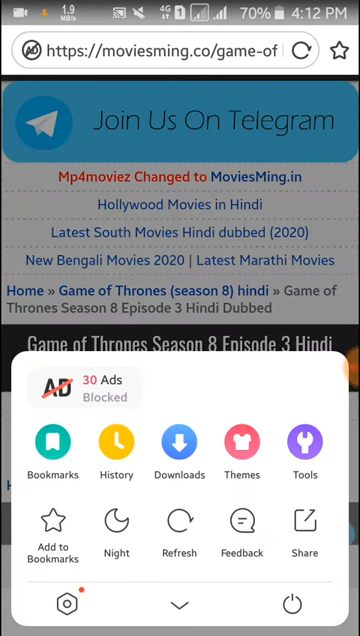 1.9
MB/s
4G
1
70%
4:12 PM
AD
https://moviesming.co/game-of
Join Us On Telegram
Mp4moviez Changed to MoviesMing.in
Hollywood Movies in Hindi
Latest South Movies Hindi dubbed (2020)
New Bengali Movies 2020 | Latest Marathi Movies
Home » Game of Thrones (season 8) hindi » Game of
Thrones Season 8 Episode 3 Hindi Dubbed
Game of Thrones Season 8 Episode 3 Hindi
AD
30 Ads
Blocked
Bookmarks
History
Downloads
Themes
Tools
Add to
Bookmarks
Night
Refresh
Feedback
Share